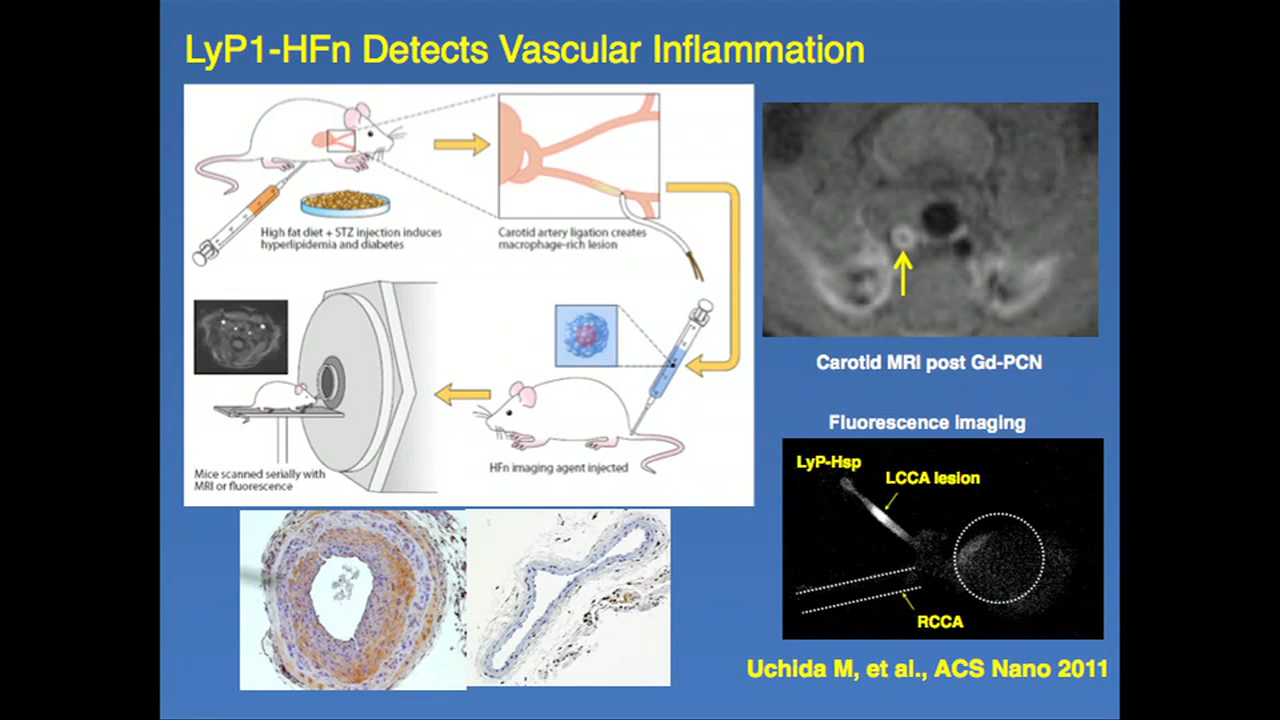 LyP1-HFn Detects Vascular Inflammation
High fat diet + STZ injection induces
hyperlipidemia and diabetes
Carotid artery ligation creates
macrophage-rich lesion
Mice scanned serially with
MRI or fluorescence
HFn imaging agent injected
Carotid MRI post Gd-PCN
Fluorescence imaging
LyP-Hsp
LCCA lesion
RCCA
Uchida M, et al., ACS Nano 2011